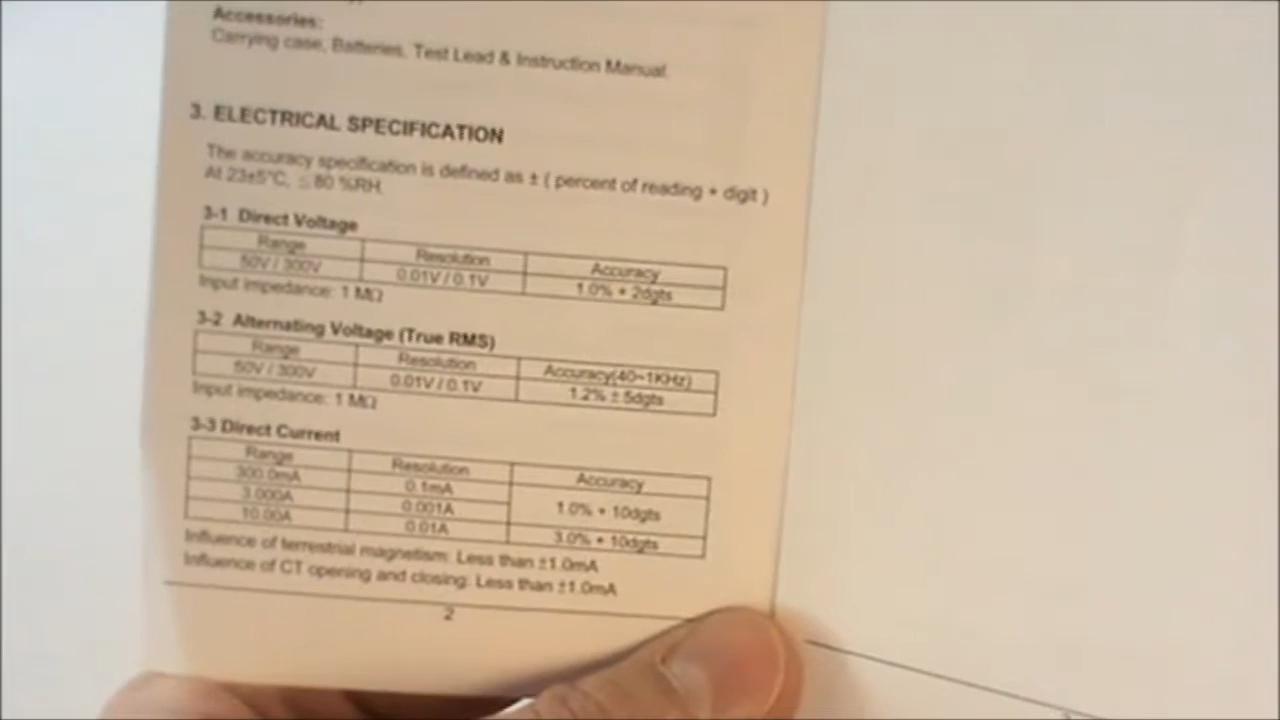 Accessories:
Carrying case, Batteries, Test Lead & Instruction Manual.
3. ELECTRICAL SPECIFICATION
The accuracy specification is defined as ± ( percent of reading + digit )
At 23±5°C, ≤ 80 %RH.
3-1 Direct Voltage
Range Resolution Accuracy
50V / 300V 0.01V / 0.1V 1.0% + 2dgts
Input impedance: 1 MΩ
3-2 Alternating Voltage (True RMS)
Range Resolution Accuracy(40~1KHz)
50V / 300V 0.01V / 0.1V 1.2% ± 5dgts
Input impedance: 1 MΩ
3-3 Direct Current
Range Resolution Accuracy
300.0mA 0.1mA 1.0% + 10dgts
3.000A 0.001A
10.00A 0.01A 3.0% + 10dgts
Influence of terrestrial magnetism: Less than ±1.0mA
Influence of CT opening and closing: Less than ±1.0mA
2